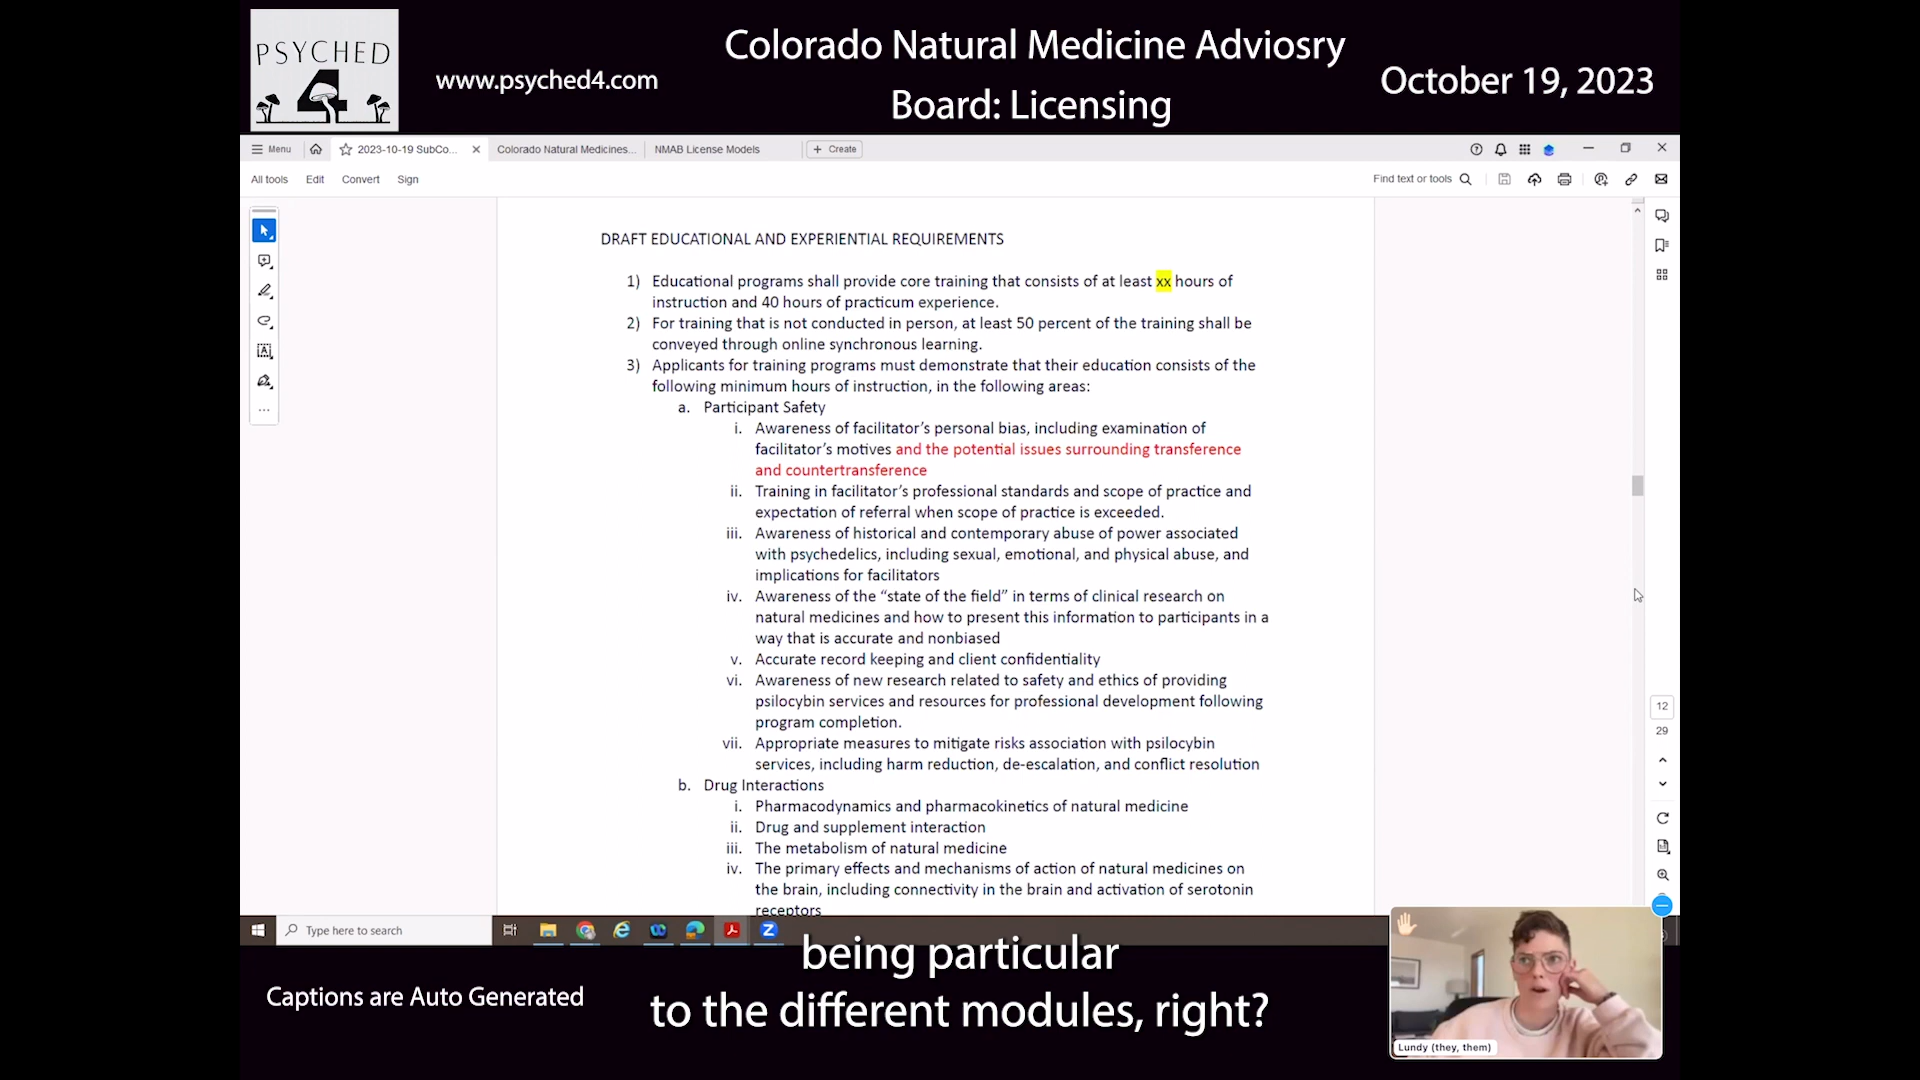 PSYCHED
4
www.psyched4.com
Colorado Natural Medicine Adviosry
Board: Licensing
October 19, 2023
Menu
2023-10-19 SubCo...
Colorado Natural Medicines...
NMAB License Models
+ Create
All tools
Edit
Convert
Sign
Find text or tools
DRAFT EDUCATIONAL AND EXPERIENTIAL REQUIREMENTS
1) Educational programs shall provide core training that consists of at least xx hours of
instruction and 40 hours of practicum experience.
2) For training that is not conducted in person, at least 50 percent of the training shall be
conveyed through online synchronous learning.
3) Applicants for training programs must demonstrate that their education consists of the
following minimum hours of instruction, in the following areas:
a. Participant Safety
i. Awareness of facilitator’s personal bias, including examination of
facilitator’s motives and the potential issues surrounding transference
and countertransference
ii. Training in facilitator’s professional standards and scope of practice and
expectation of referral when scope of practice is exceeded.
iii. Awareness of historical and contemporary abuse of power associated
with psychedelics, including sexual, emotional, and physical abuse, and
implications for facilitators
iv. Awareness of the “state of the field” in terms of clinical research on
natural medicines and how to present this information to participants in a
way that is accurate and nonbiased
v. Accurate record keeping and client confidentiality
vi. Awareness of new research related to safety and ethics of providing
psilocybin services and resources for professional development following
program completion.
vii. Appropriate measures to mitigate risks association with psilocybin
services, including harm reduction, de-escalation, and conflict resolution
b. Drug Interactions
i. Pharmacodynamics and pharmacokinetics of natural medicine
ii. Drug and supplement interaction
iii. The metabolism of natural medicine
iv. The primary effects and mechanisms of action of natural medicines on
the brain, including connectivity in the brain and activation of serotonin
receptors
12
29
Type here to search
being particular
to the different modules, right?
Captions are Auto Generated
Lundy (they, them)